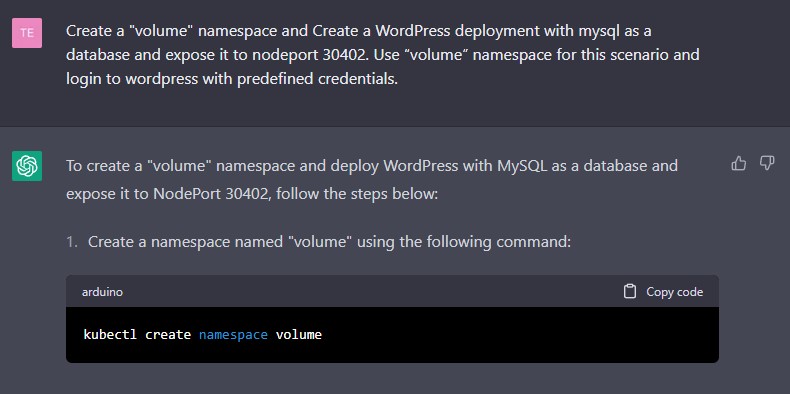 TE
Create a "volume" namespace and Create a WordPress deployment with mysql as a
database and expose it to nodeport 30402. Use “volume” namespace for this scenario and
login to wordpress with predefined credentials.
To create a "volume" namespace and deploy WordPress with MySQL as a database and
expose it to NodePort 30402, follow the steps below:
1. Create a namespace named "volume" using the following command:
arduino Copy code
kubectl create namespace volume